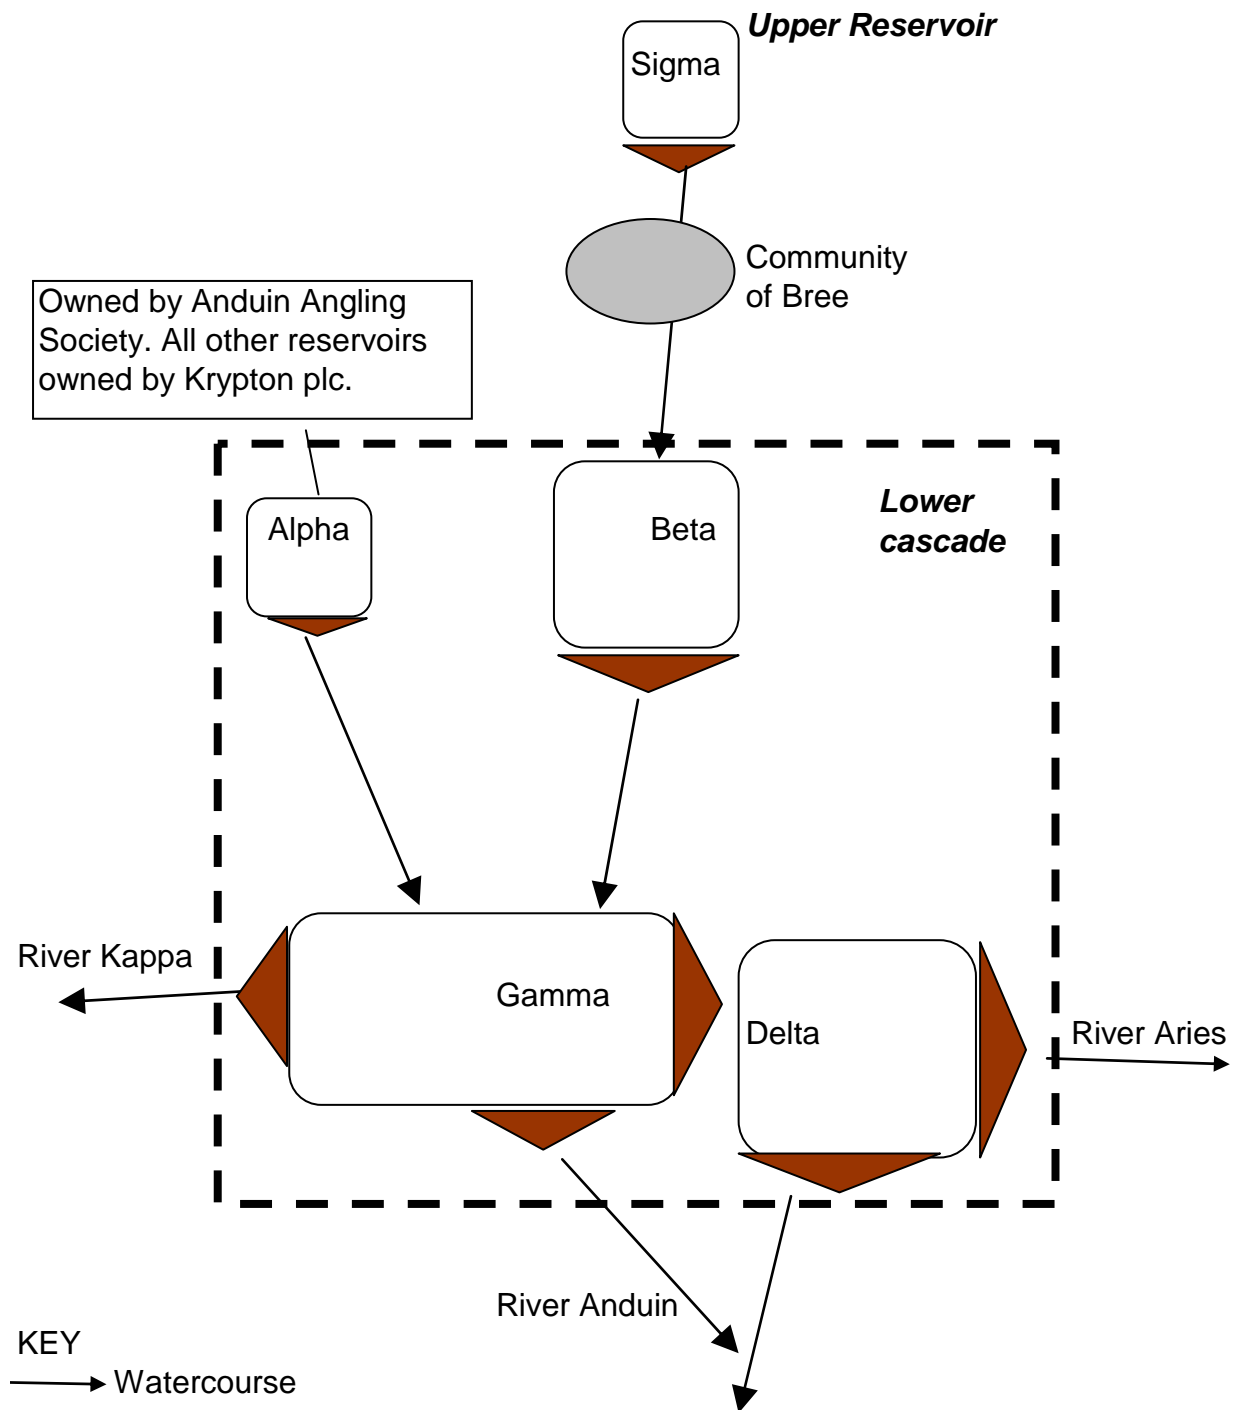 Upper Reservoir
Sigma
Community
of Bree
Owned by Anduin Angling
Society. All other reservoirs
owned by Krypton plc.
Lower
cascade
Alpha
Beta
River Kappa
Gamma
Delta
River Aries
River Anduin
KEY
Watercourse